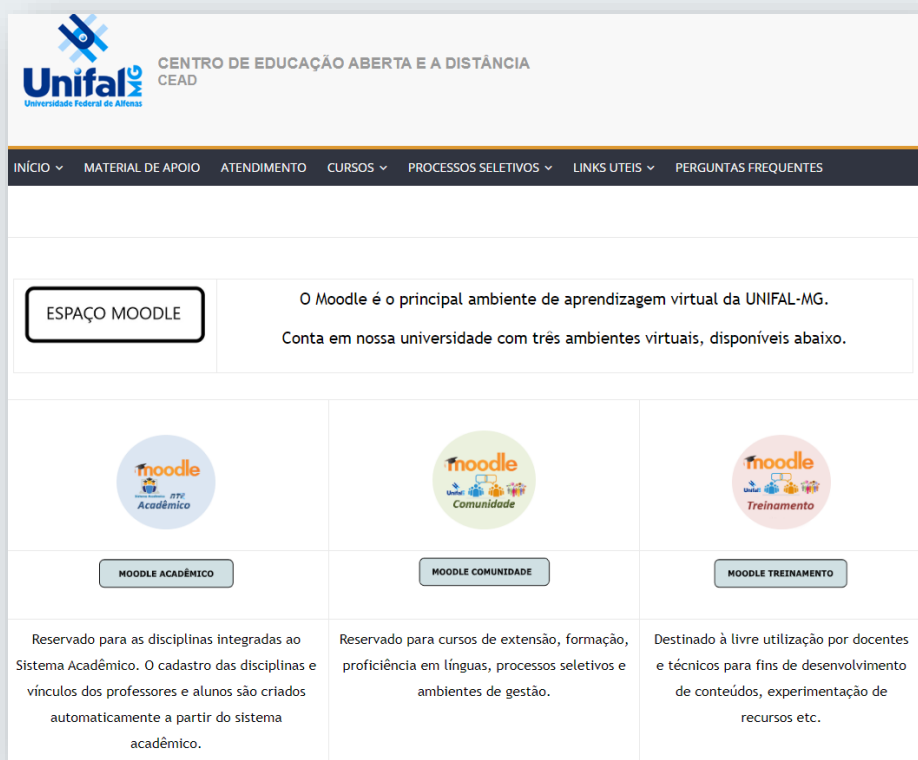 Unifal MG
Universidade Federal de Alfenas
CENTRO DE EDUCAÇÃO ABERTA E A DISTÂNCIA
CEAD
INÍCIO MATERIAL DE APOIO ATENDIMENTO CURSOS PROCESSOS SELETIVOS LINKS UTEIS PERGUNTAS FREQUENTES
ESPAÇO MOODLE
O Moodle é o principal ambiente de aprendizagem virtual da UNIFAL-MG.
Conta em nossa universidade com três ambientes virtuais, disponíveis abaixo.
moodle
Acadêmico
moodle
Unifal
Comunidade
moodle
Unifal
Treinamento
MOODLE ACADÊMICO
MOODLE COMUNIDADE
MOODLE TREINAMENTO
Reservado para as disciplinas integradas ao
Sistema Acadêmico. O cadastro das disciplinas e
vínculos dos professores e alunos são criados
automaticamente a partir do sistema
acadêmico.
Reservado para cursos de extensão, formação,
proficiência em línguas, processos seletivos e
ambientes de gestão.
Destinado à livre utilização por docentes
e técnicos para fins de desenvolvimento
de conteúdos, experimentação de
recursos etc.